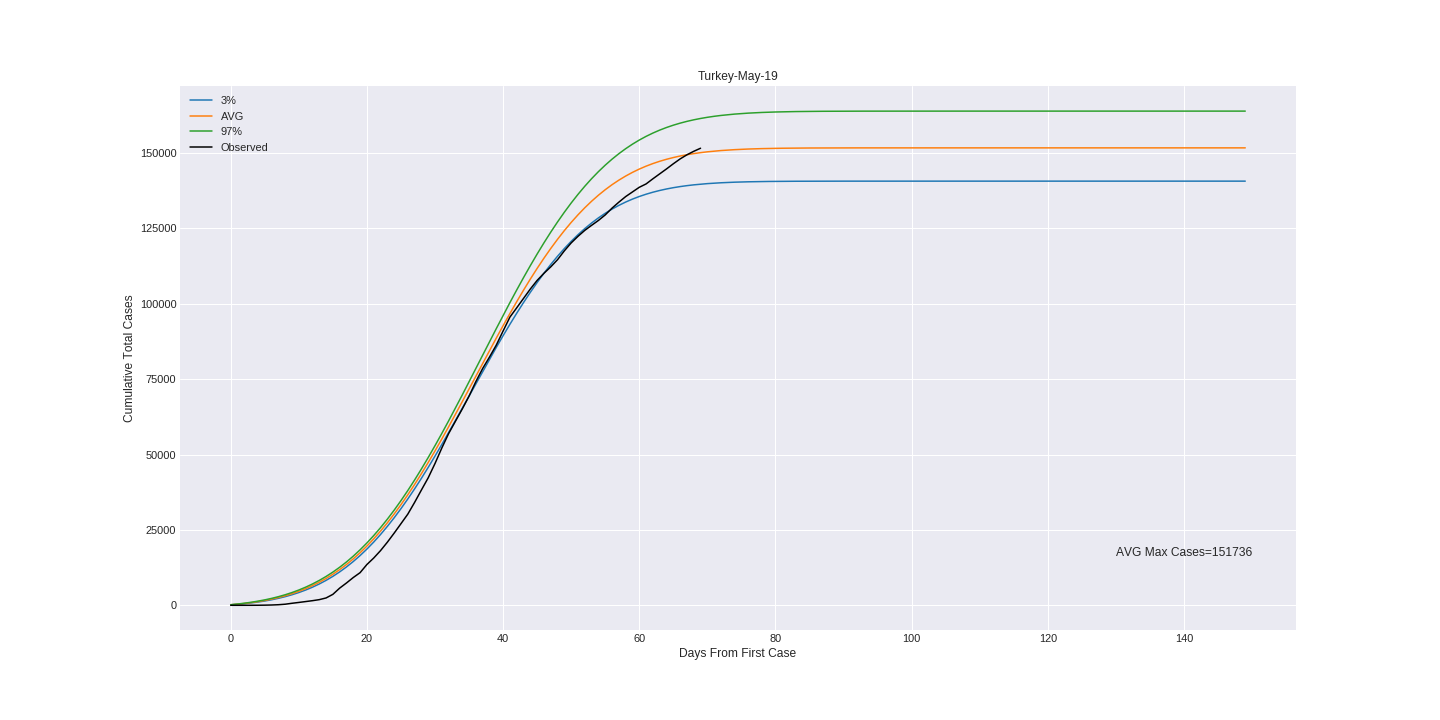 Turkey-May-19
3%
AVG
97%
Observed
150000
125000
100000
75000
50000
25000
0
Cumulative Total Cases
AVG Max Cases=151736
0 20 40 60 80 100 120 140
Days From First Case